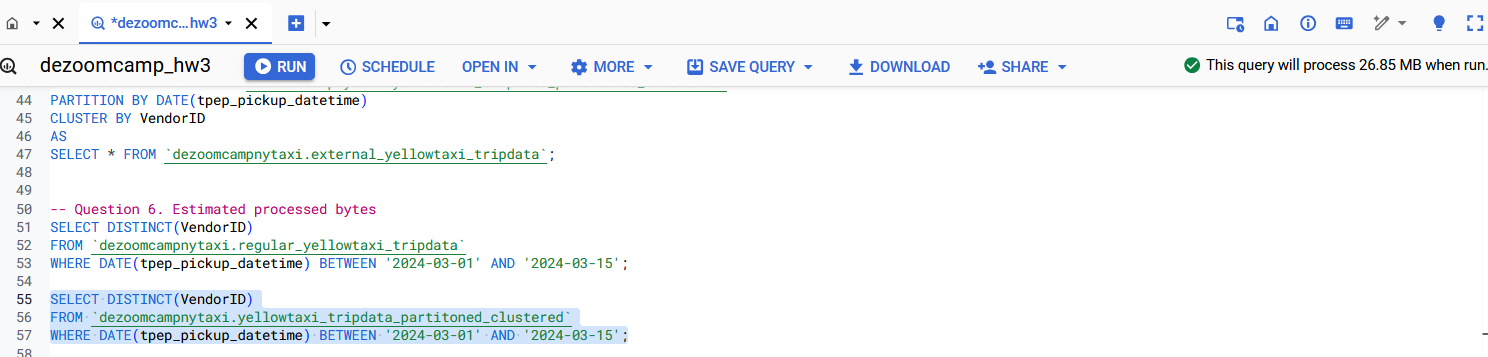 *dezoomc...hw3
dezoomcamp_hw3 RUN SCHEDULE OPEN IN MORE SAVE QUERY DOWNLOAD SHARE This query will process 26.85 MB when run.
44 PARTITION BY DATE(tpep_pickup_datetime)
45 CLUSTER BY VendorID
46 AS
47 SELECT * FROM `dezoomcampnytaxi.external_yellowtaxi_tripdata`;
48
49
50 -- Question 6. Estimated processed bytes
51 SELECT DISTINCT(VendorID)
52 FROM `dezoomcampnytaxi.regular_yellowtaxi_tripdata`
53 WHERE DATE(tpep_pickup_datetime) BETWEEN '2024-03-01' AND '2024-03-15';
54
55 SELECT DISTINCT(VendorID)
56 FROM `dezoomcampnytaxi.yellowtaxi_tripdata_partitoned_clustered`
57 WHERE DATE(tpep_pickup_datetime) BETWEEN '2024-03-01' AND '2024-03-15';
58